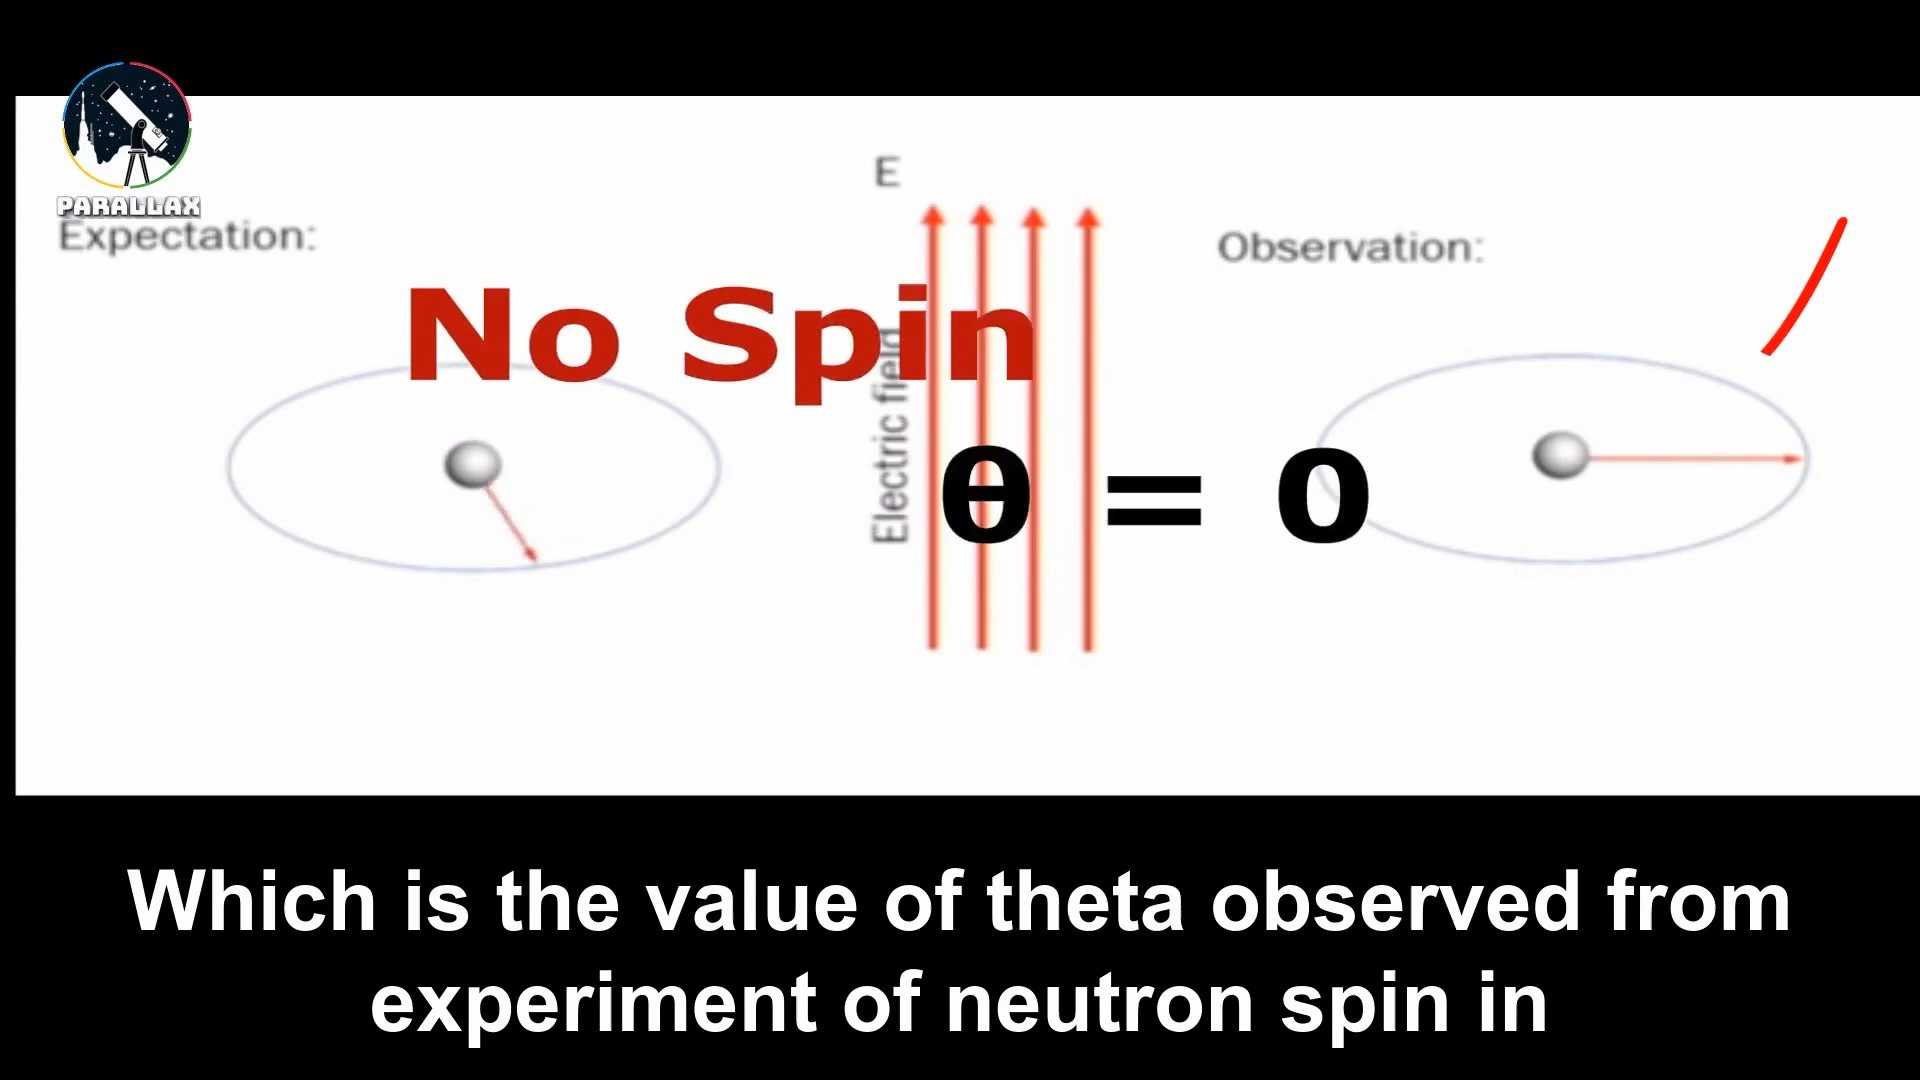 PARALLAX
Expectation:
E
Electric field
Observation:
No Spin
θ = 0
Which is the value of theta observed from
experiment of neutron spin in